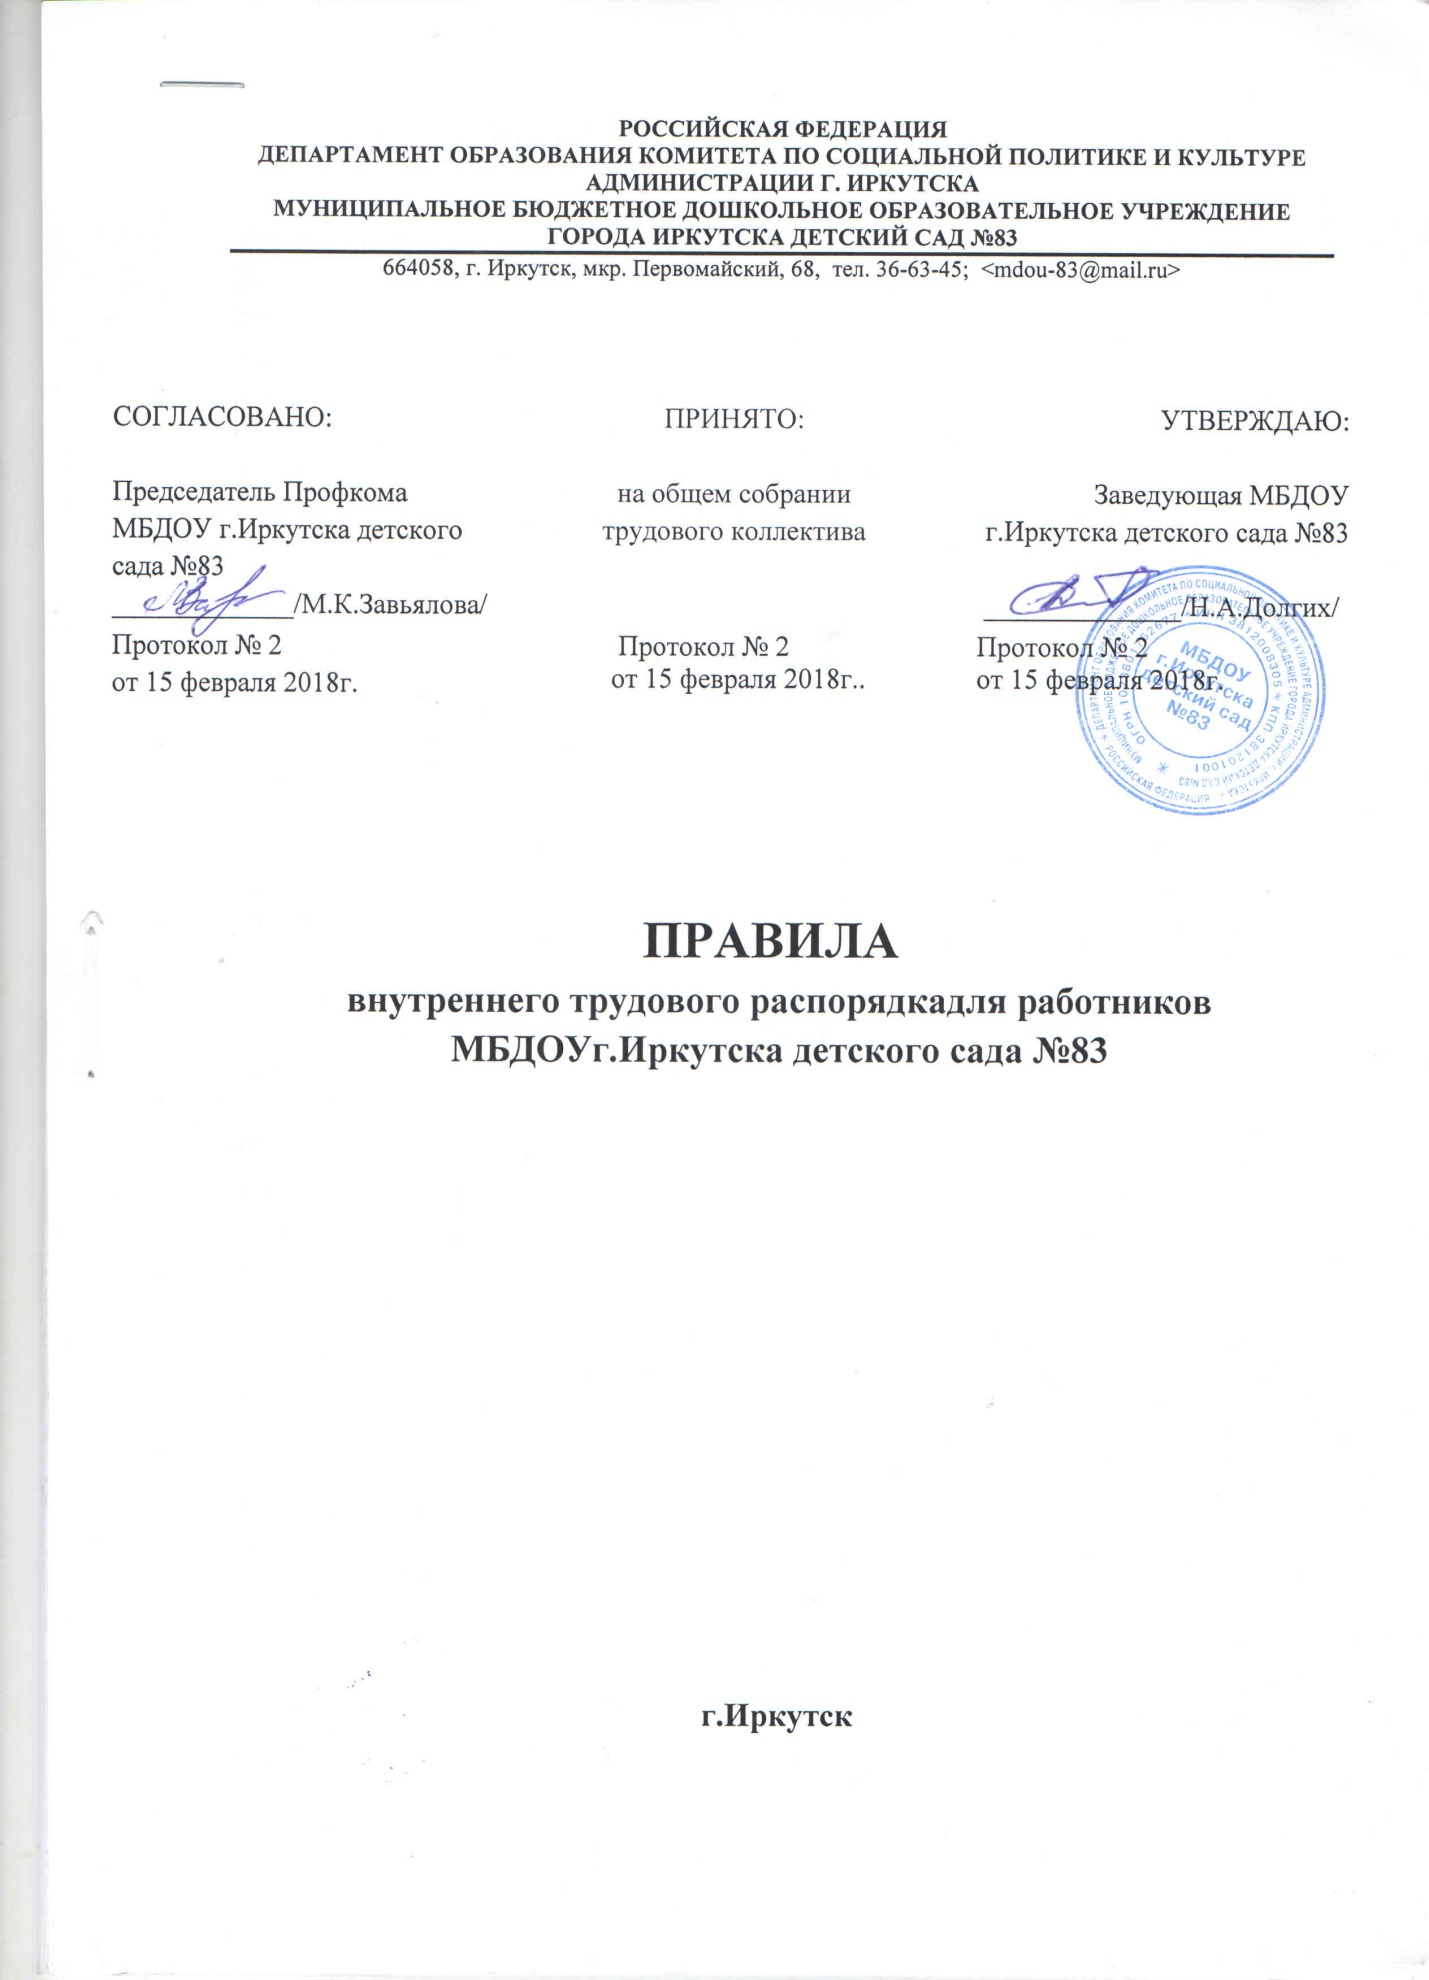 РОССИЙСКАЯ ФЕДЕРАЦИЯ
ДЕПАРТАМЕНТ ОБРАЗОВАНИЯ КОМИТЕТА ПО СОЦИАЛЬНОЙ ПОЛИТИКЕ И КУЛЬТУРЕ
АДМИНИСТРАЦИИ Г. ИРКУТСКА
МУНИЦИПАЛЬНОЕ БЮДЖЕТНОЕ ДОШКОЛЬНОЕ ОБРАЗОВАТЕЛЬНОЕ УЧРЕЖДЕНИЕ
ГОРОДА ИРКУТСКА ДЕТСКИЙ САД №83
664058, г. Иркутск, мкр. Первомайский, 68, тел. 36-63-45; <mdou-83@mail.ru>
СОГЛАСОВАНО:
Председатель Профкома
МБДОУ г.Иркутска детского
сада №83
/М.К.Завьялова/
Протокол № 2
от 15 февраля 2018г.
ПРИНЯТО:
на общем собрании
трудового коллектива
Протокол № 2
от 15 февраля 2018г..
УТВЕРЖДАЮ:
Заведующая МБДОУ
г.Иркутска детского сада №83
/Н.А.Долгих/
Протокол № 2
от 15 февраля 2018г.
МБДОУ
г.Иркутска
детский сад
№83
ИНН 3812008305 * КПП 381201001
ПРАВИЛА
внутреннего трудового распорядкадля работников
МБДОУг.Иркутска детского сада №83
г.Иркутск